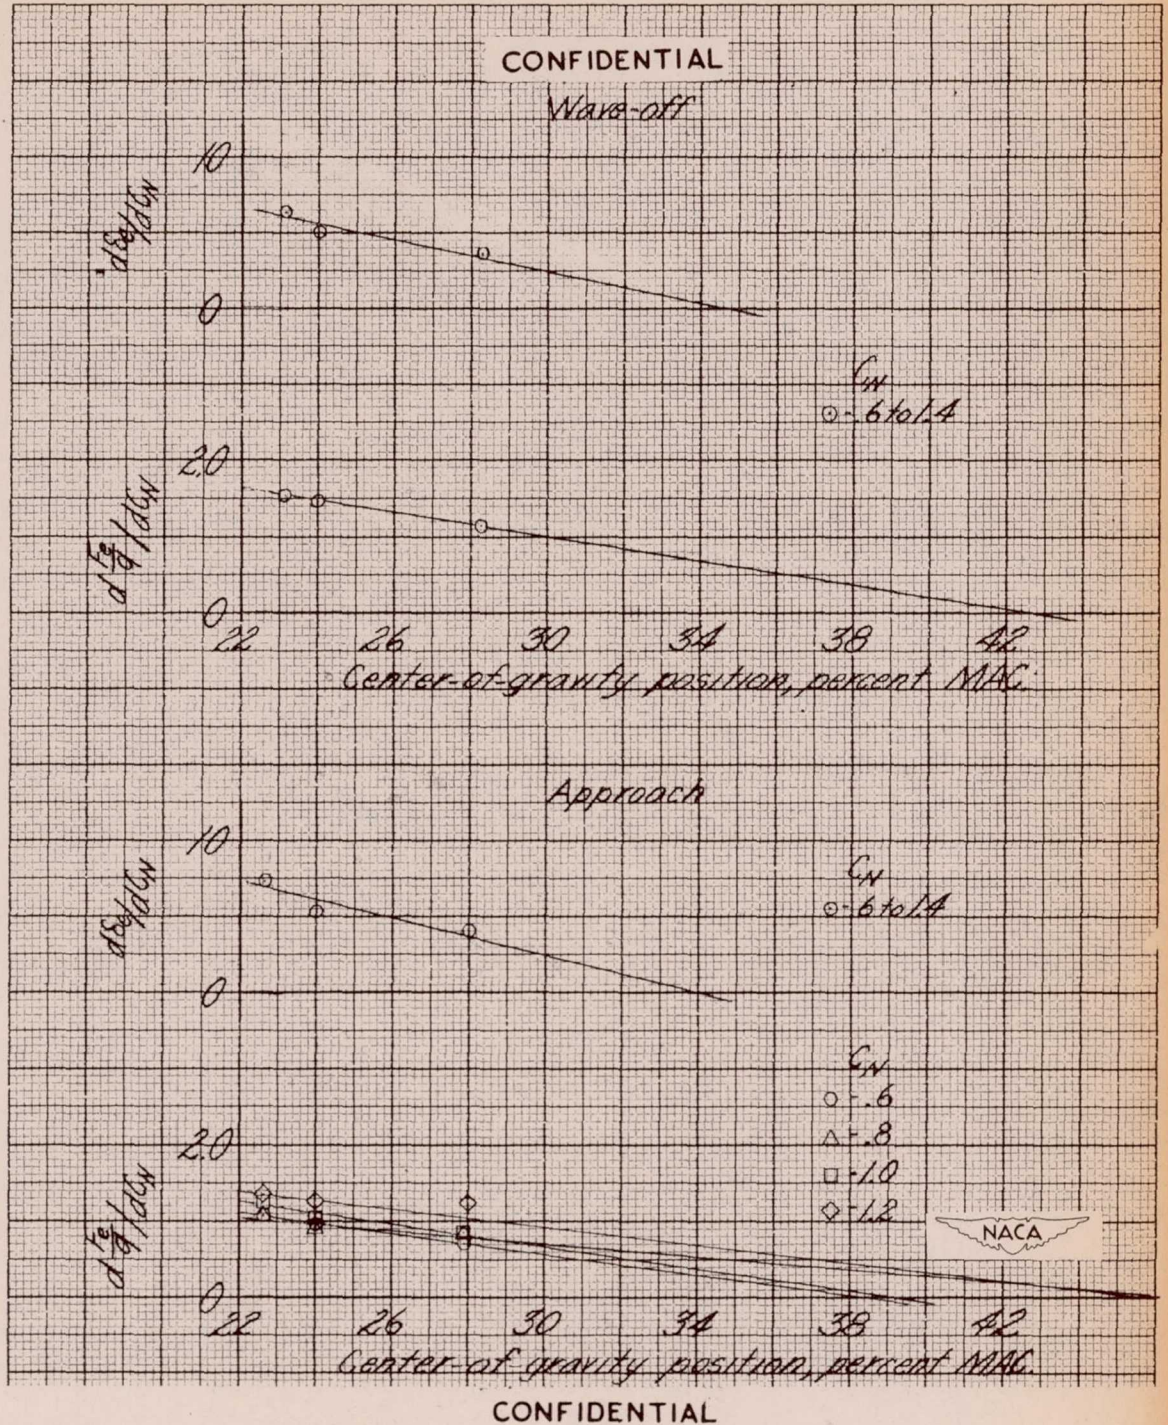 CONFIDENTIAL
Wave-off
10
dδe/dCN
0
CN
.6 to 1.4
2.0
d Fe/q /dCN
0
22 26 30 34 38 42
Center-of-gravity position, percent MAC.
Approach
10
dδe/dCN
0
CN
.6 to 1.4
CN
.6
.8
1.0
1.2
2.0
d Fe/q /dCN
0
NACA
22 26 30 34 38 42
Center-of gravity position, percent MAC.
CONFIDENTIAL